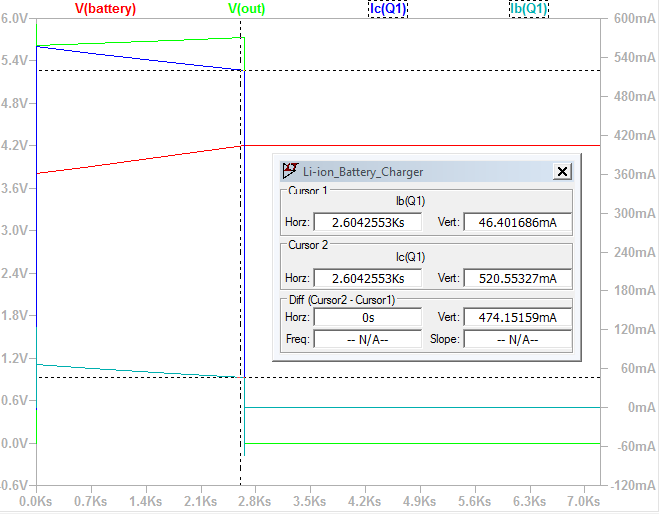 V(battery) V(out) Ic(Q1) Ib(Q1)
6.0V 600mA
5.4V 540mA
4.8V 480mA
4.2V 420mA
3.6V 360mA
3.0V 300mA
2.4V 240mA
1.8V 180mA
1.2V 120mA
0.6V 60mA
0.0V 0mA
-0.6V -60mA
-120mA
0.0Ks 0.7Ks 1.4Ks 2.1Ks 2.8Ks 3.5Ks 4.2Ks 4.9Ks 5.6Ks 6.3Ks 7.0Ks
Li-ion_Battery_Charger
Cursor 1
Ib(Q1)
Horz: 2.6042553Ks Vert: 46.401686mA
Cursor 2
Ic(Q1)
Horz: 2.6042553Ks Vert: 520.55327mA
Diff (Cursor2 - Cursor1)
Horz: 0s Vert: 474.15159mA
Freq: -- N/A-- Slope: -- N/A--